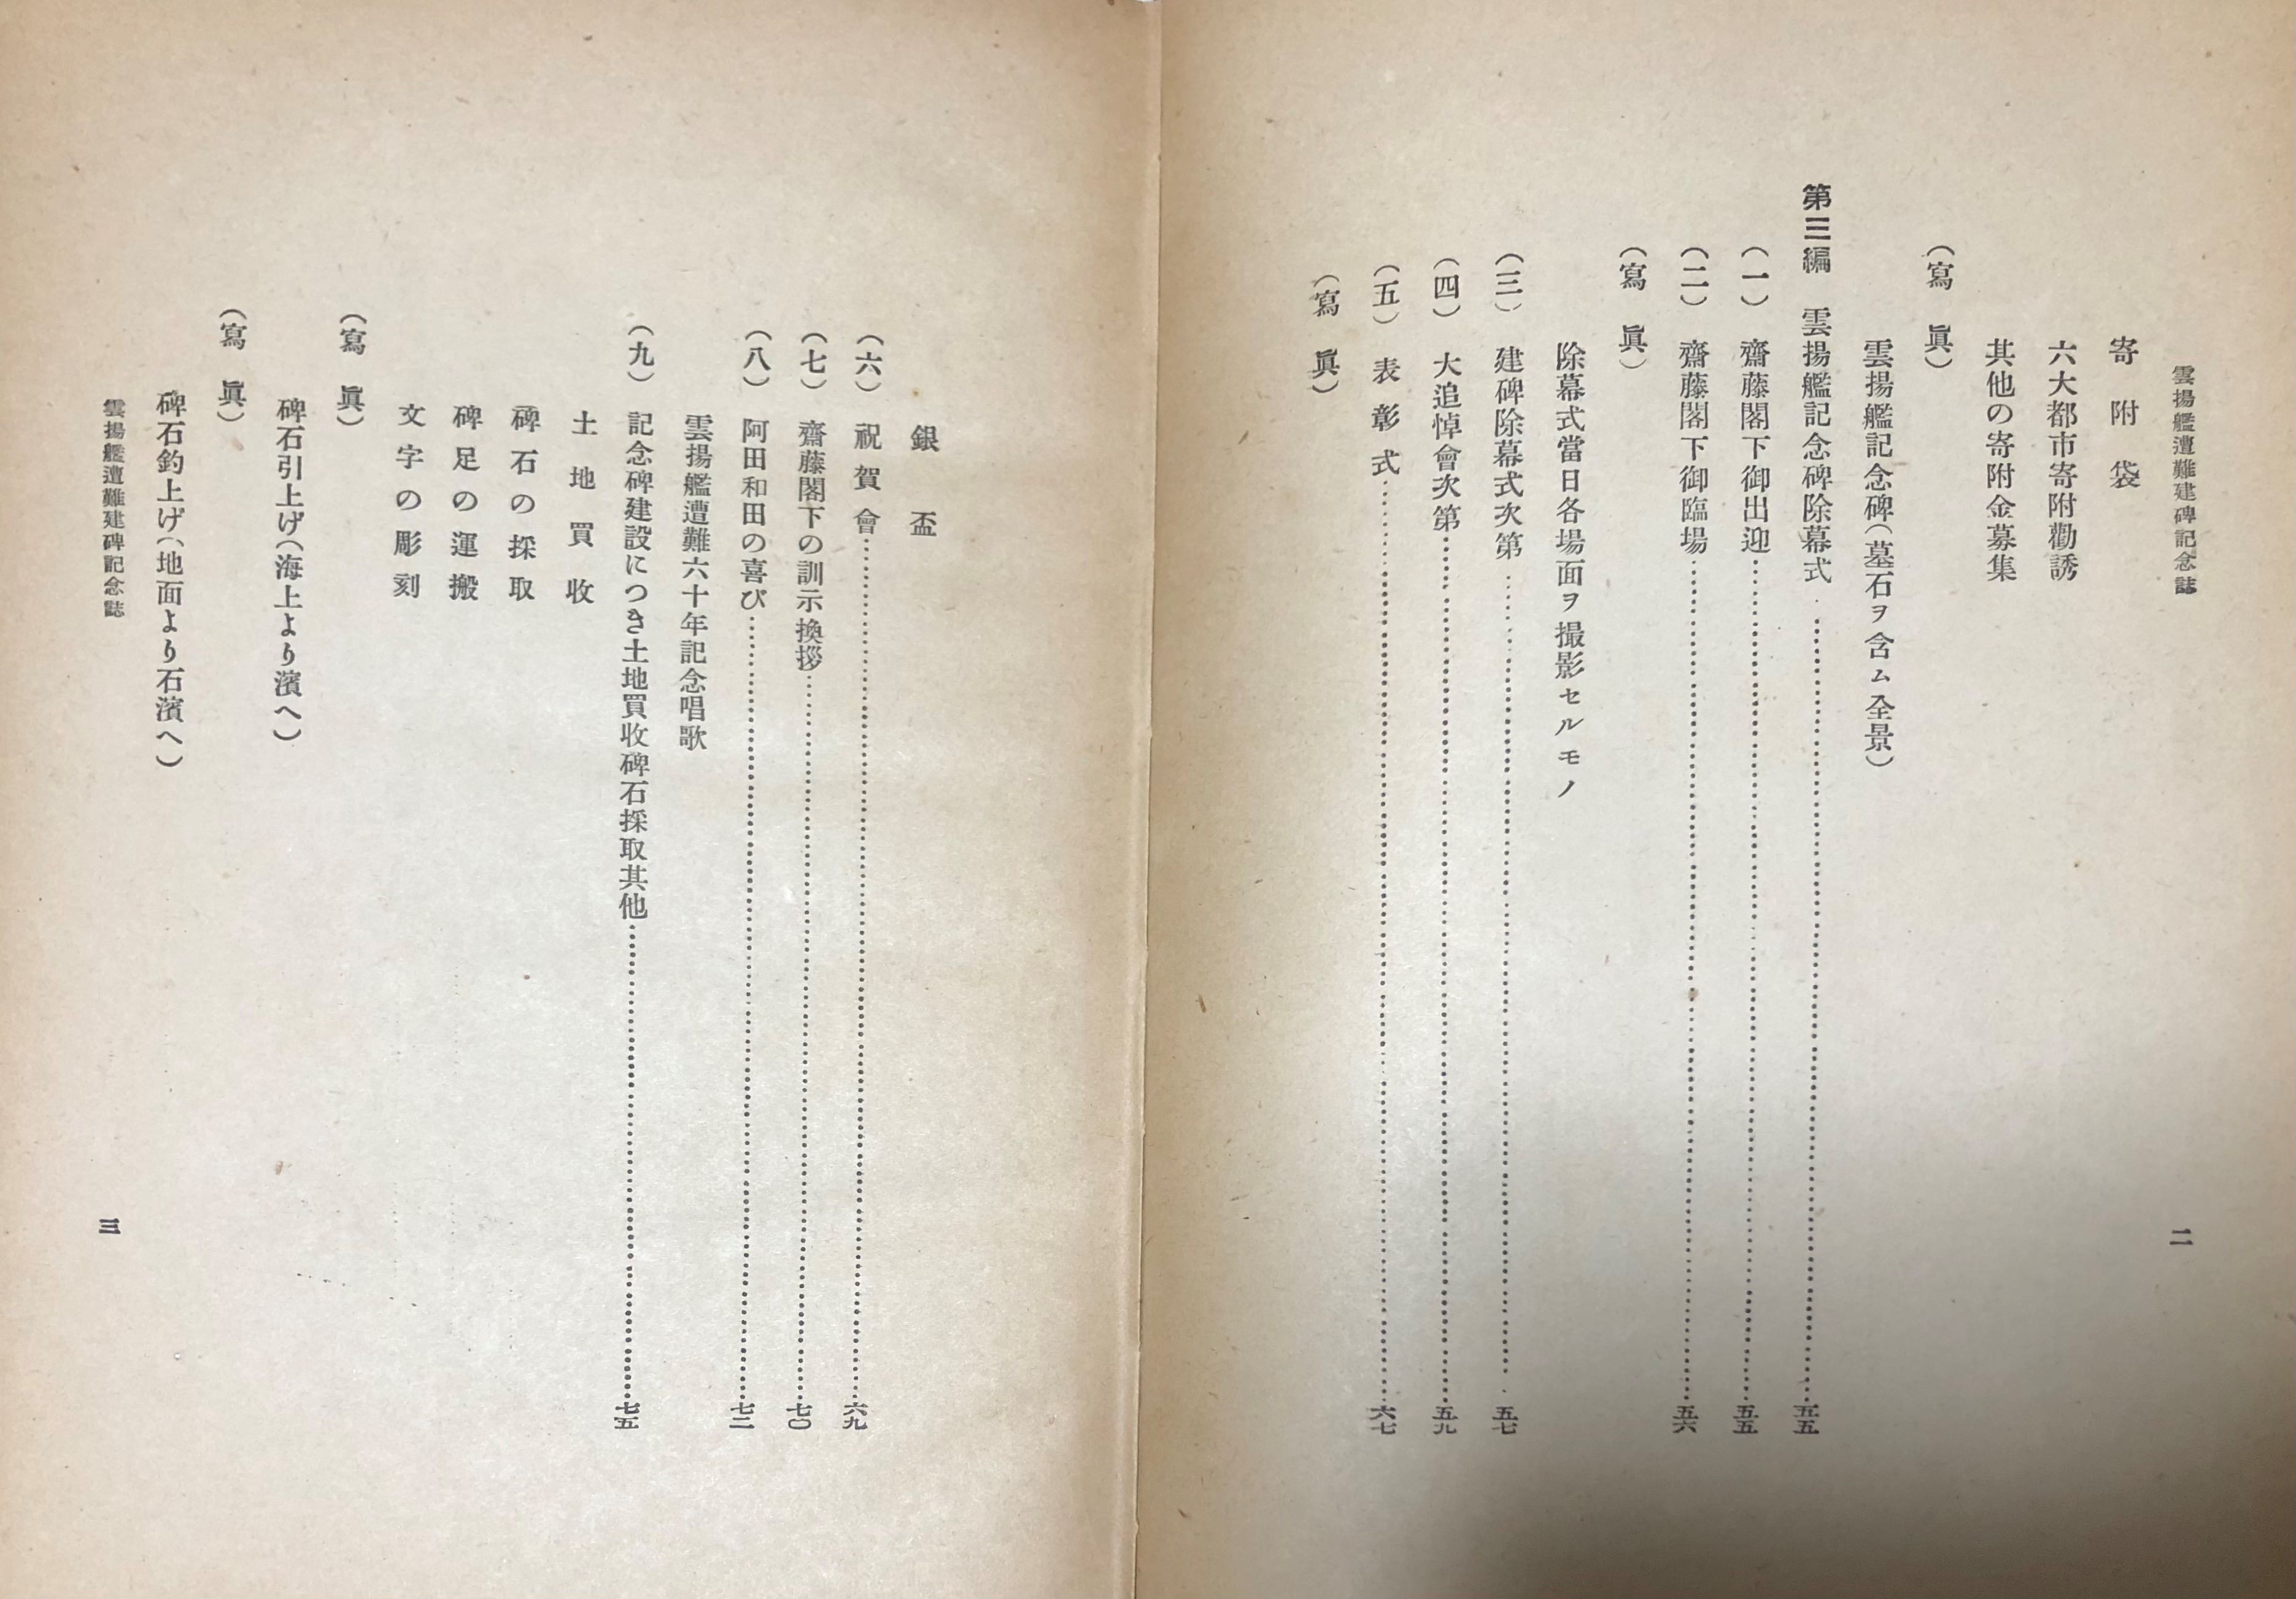 雲揚艦遭難建碑記念誌
二
寄附袋
六大都市寄附勸誘
其他の寄附金募集
（寫眞）
雲揚艦記念碑（墓石ヲ含ム全景）
第三編 雲揚艦記念碑除幕式……五五
（一）齋藤閣下御出迎……五五
（二）齋藤閣下御臨場……五六
（寫眞）
除幕式當日各場面ヲ撮影セルモノ
（三）建碑除幕式次第……五七
（四）大追悼會次第……五九
（五）表彰式……六七
（寫眞）
銀盃
（六）祝賀會……六九
（七）齋藤閣下の訓示換拶……七〇
（八）阿田和田の喜び……七二
雲揚艦遭難六十年記念唱歌
（九）記念碑建設につき土地買收碑石採取其他……七五
土地買收
碑石の採取
碑足の運搬
文字の彫刻
（寫眞）
碑石引上げ（海上より濱へ）
（寫眞）
碑石釣上げ（地面より石濱へ）
雲揚艦遭難建碑記念誌
三